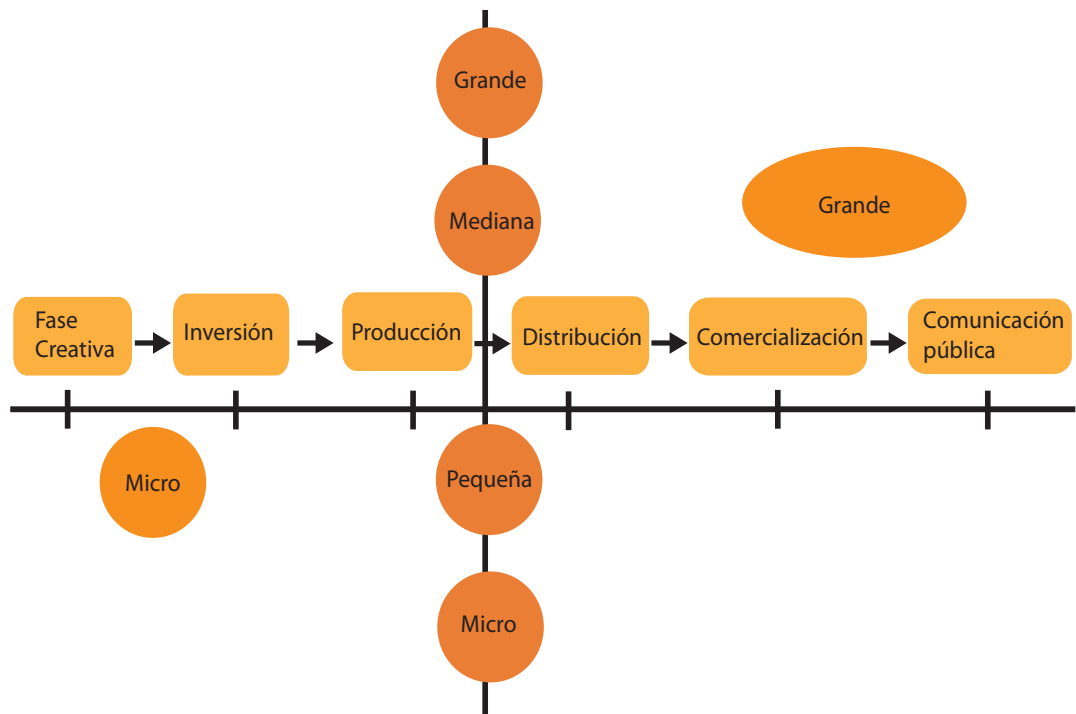 Grande
Mediana
Grande
Fase
Creativa
Inversión
Producción
Distribución
Comercialización
Comunicación
pública
Micro
Pequeña
Micro